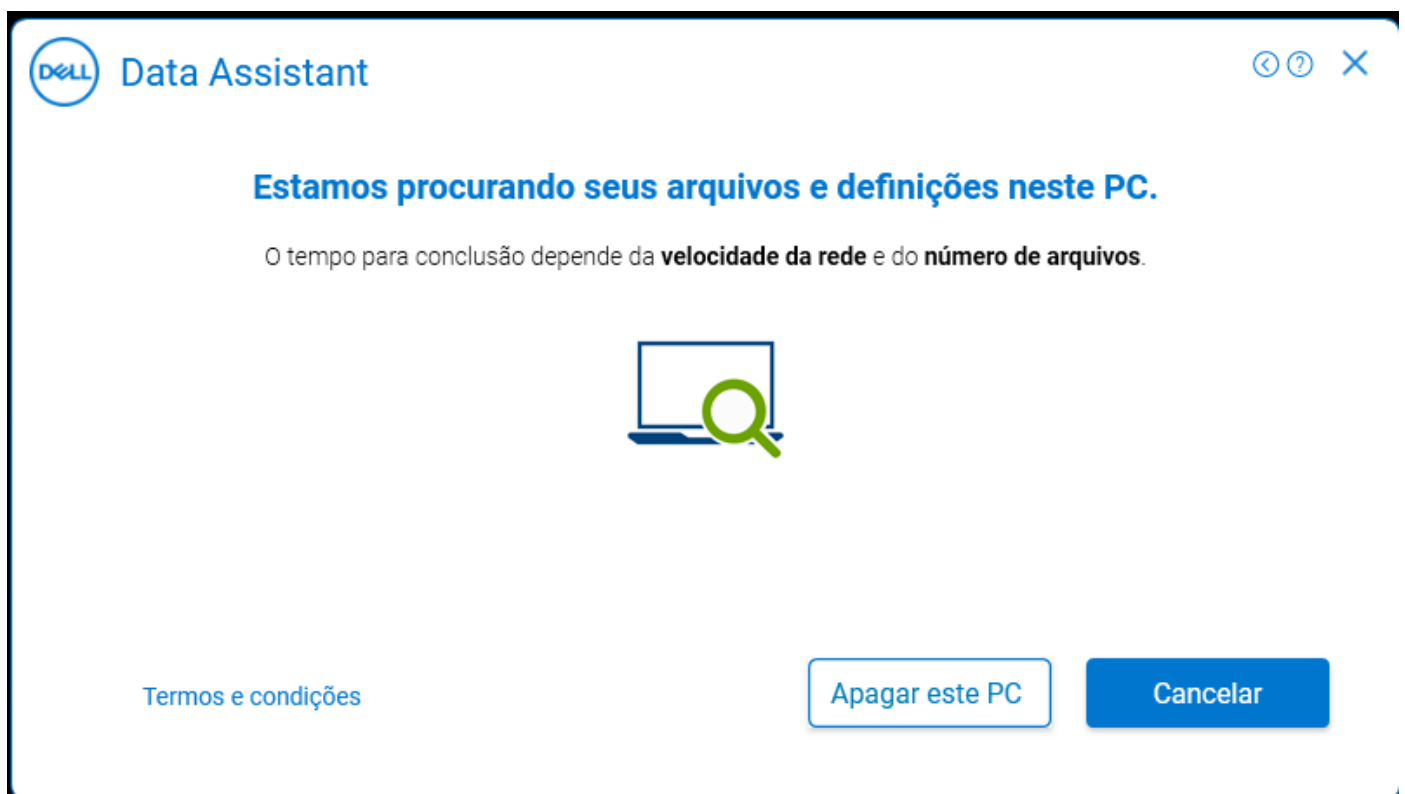 DELL Data Assistant
Estamos procurando seus arquivos e definições neste PC.
O tempo para conclusão depende da velocidade da rede e do número de arquivos.
Termos e condições
Apagar este PC
Cancelar